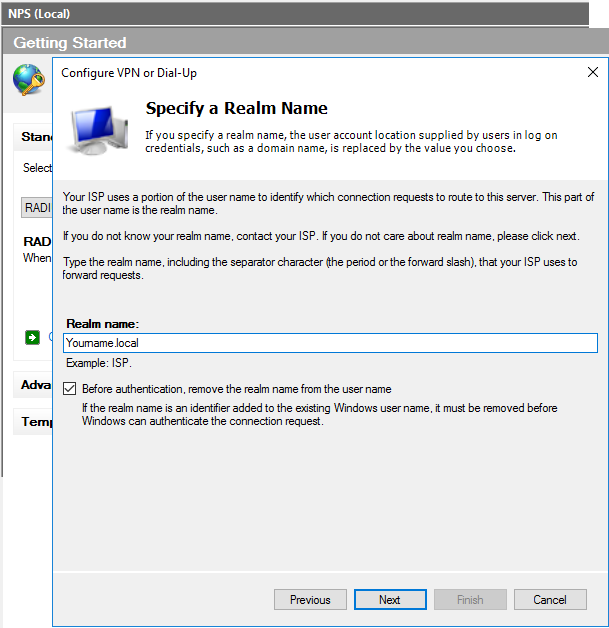 NPS (Local)
Getting Started
Configure VPN or Dial-Up
Specify a Realm Name
If you specify a realm name, the user account location supplied by users in log on
credentials, such as a domain name, is replaced by the value you choose.
Stan
Select
RADI
RAD
When
Adva
Temp
Your ISP uses a portion of the user name to identify which connection requests to route to this server. This part of
the user name is the realm name.
If you do not know your realm name, contact your ISP. If you do not care about realm name, please click next.
Type the realm name, including the separator character (the period or the forward slash), that your ISP uses to
forward requests.
Realm name:
Yourname.local
Example: ISP.
Before authentication, remove the realm name from the user name
If the realm name is an identifier added to the existing Windows user name, it must be removed before
Windows can authenticate the connection request.
Previous
Next
Finish
Cancel